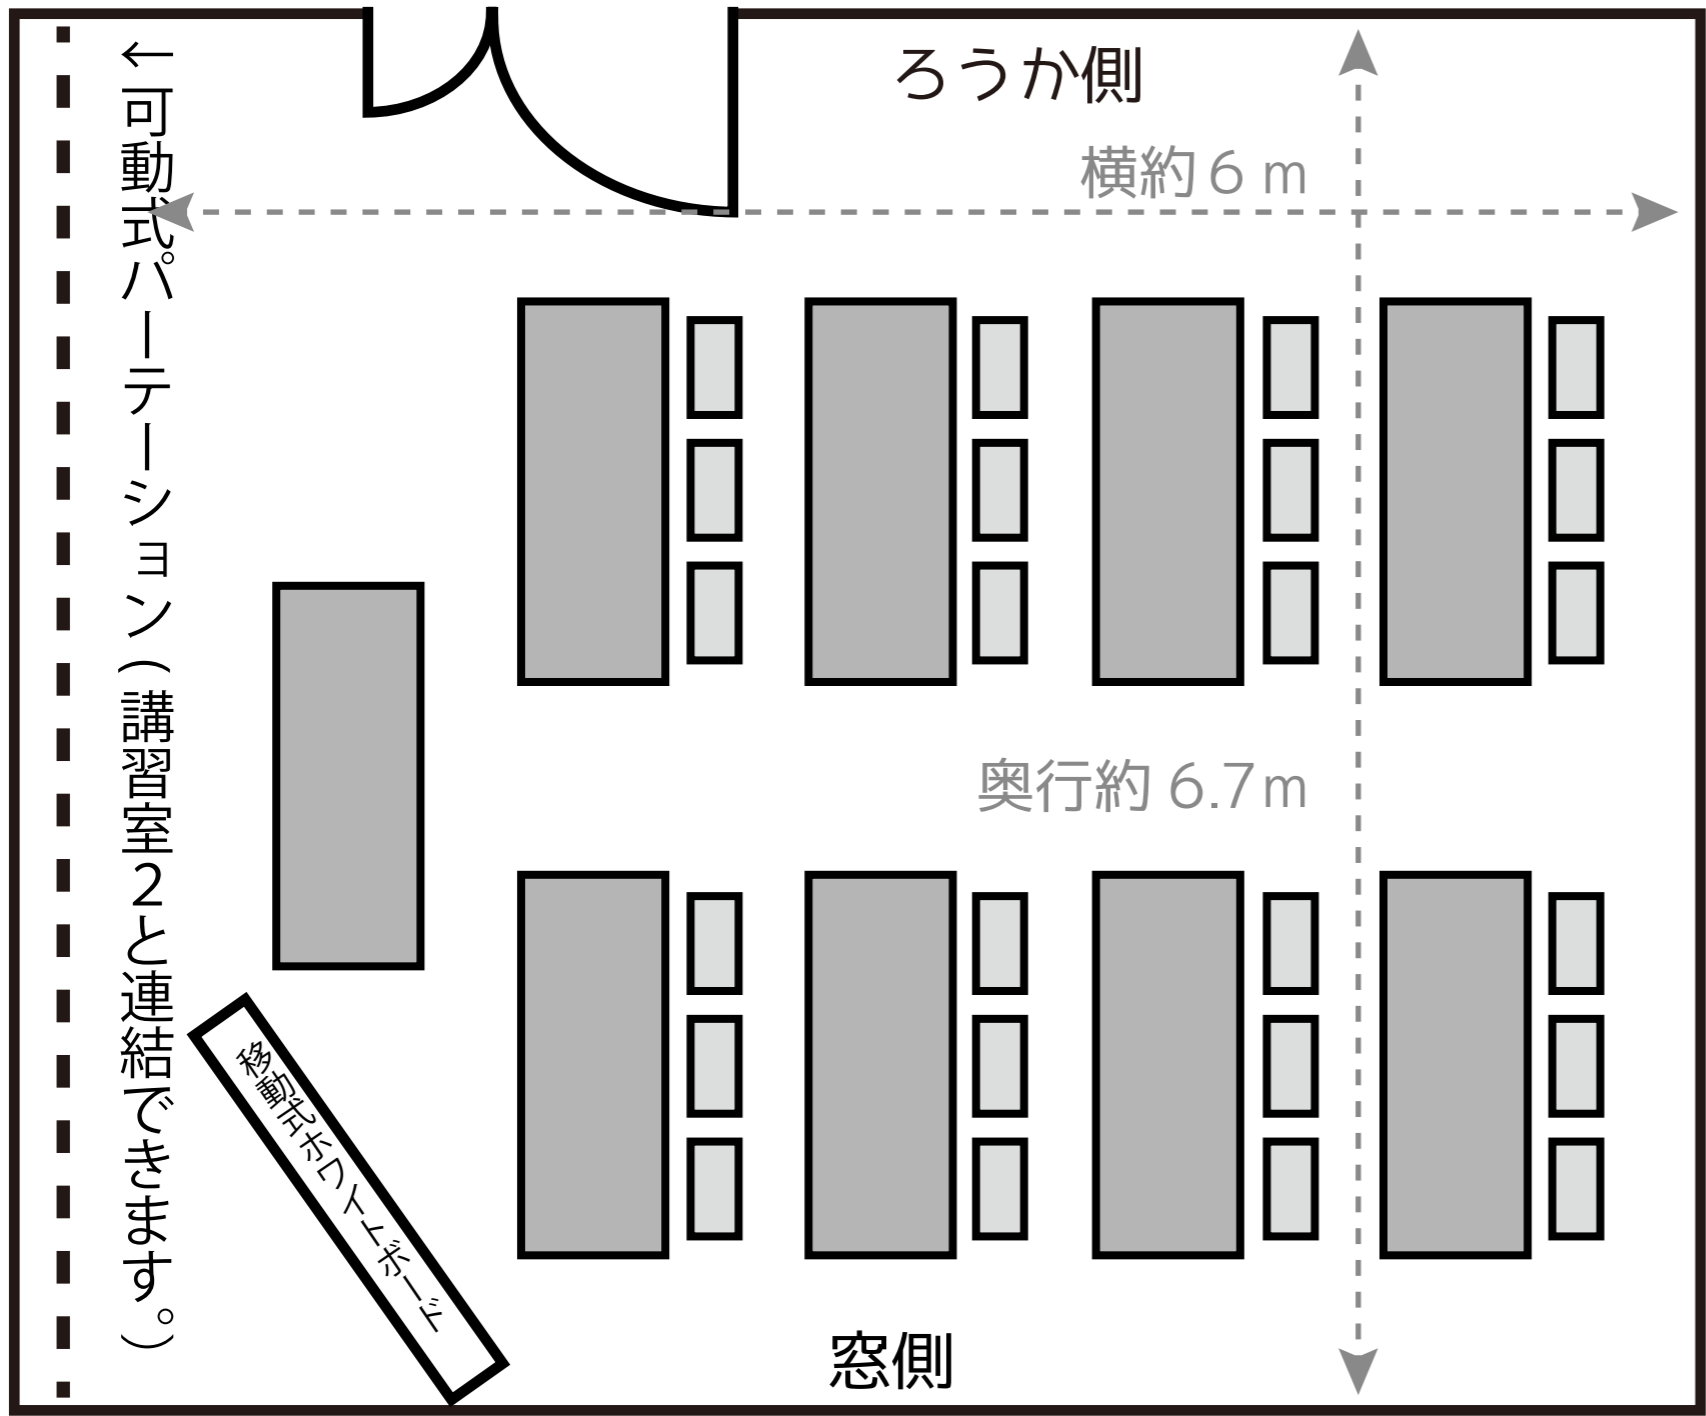 ろうか側
横約6m
←可動式パーテーション(講習室2と連結できます。)
奥行約6.7m
移動式ホワイトボード
窓側